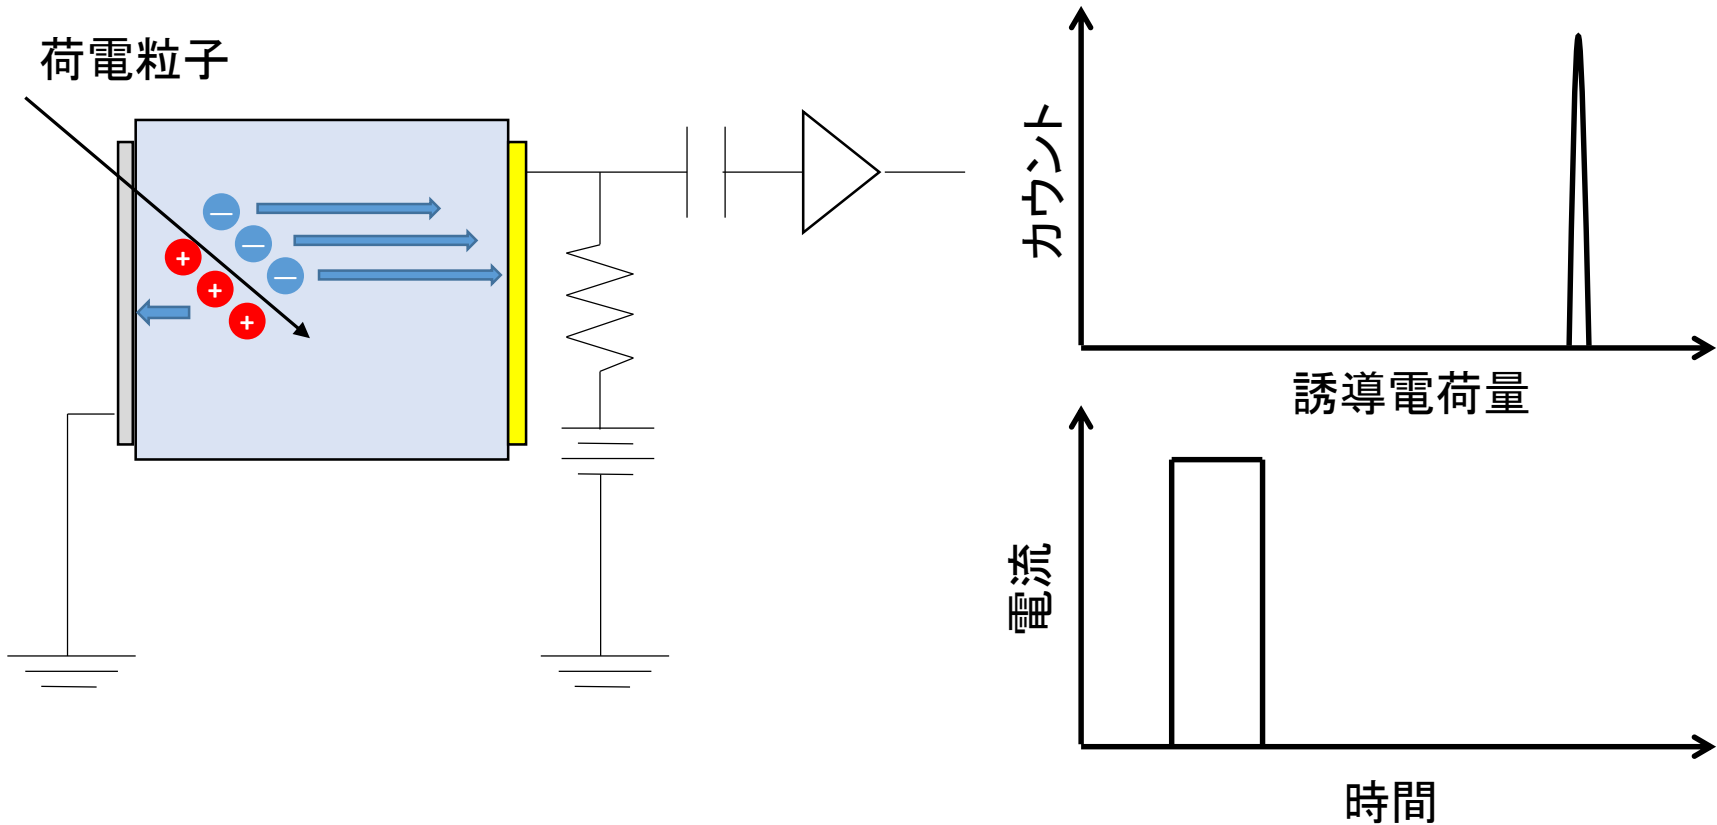 荷電粒子
カウント
誘導電荷量
電流
時間